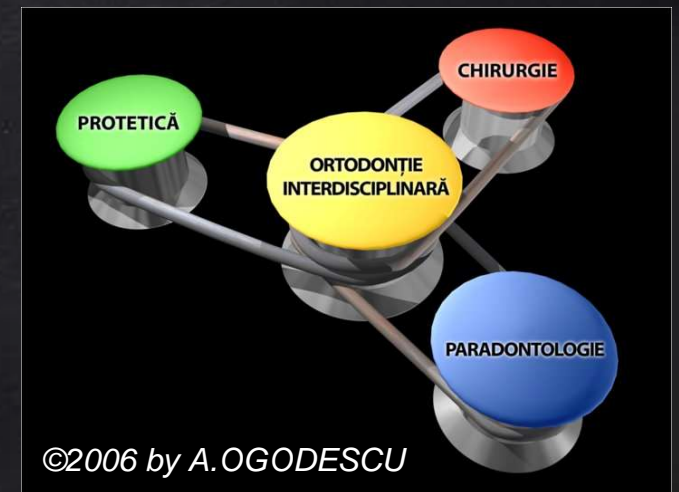 CHIRURGIE
PROTETICĂ
ORTODONȚIE
INTERDISCIPLINARĂ
PARADONTOLOGIE
©2006 by A.OGODESCU